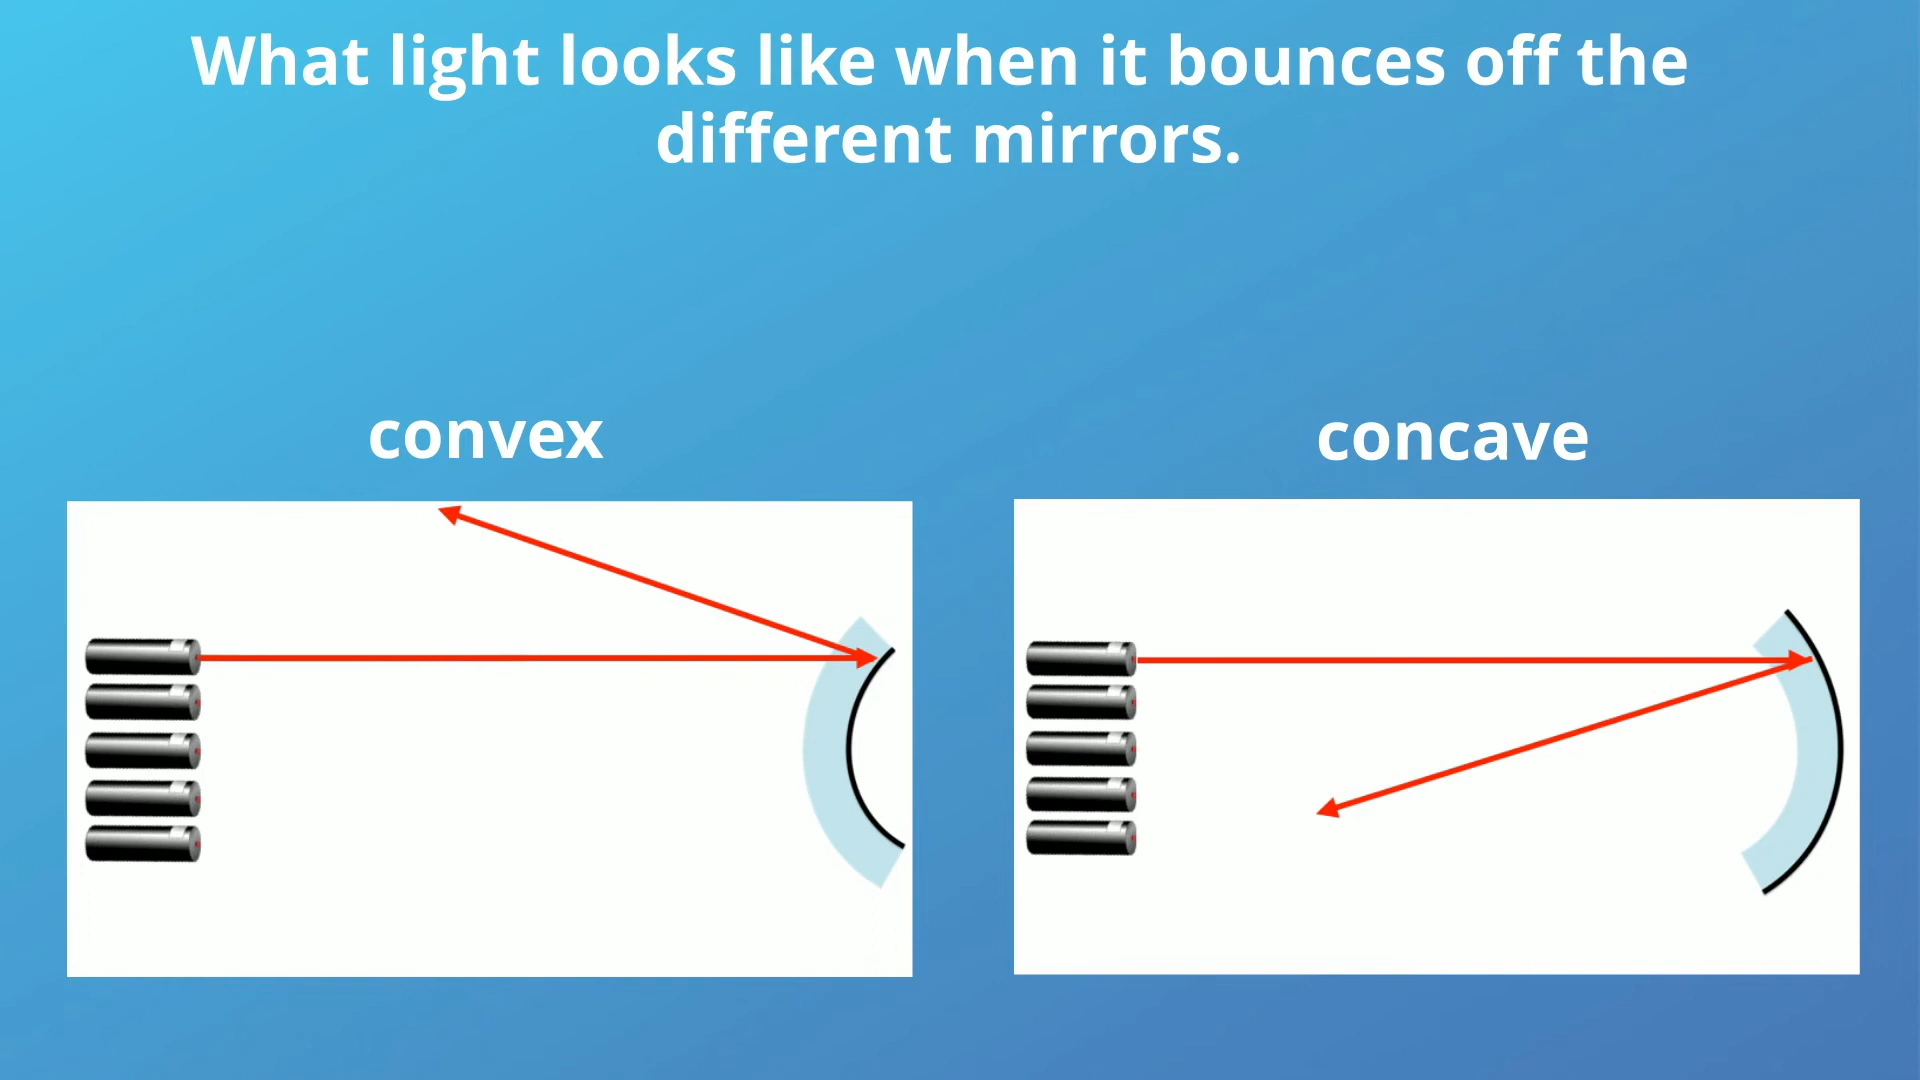 What light looks like when it bounces off the
different mirrors.
convex
concave